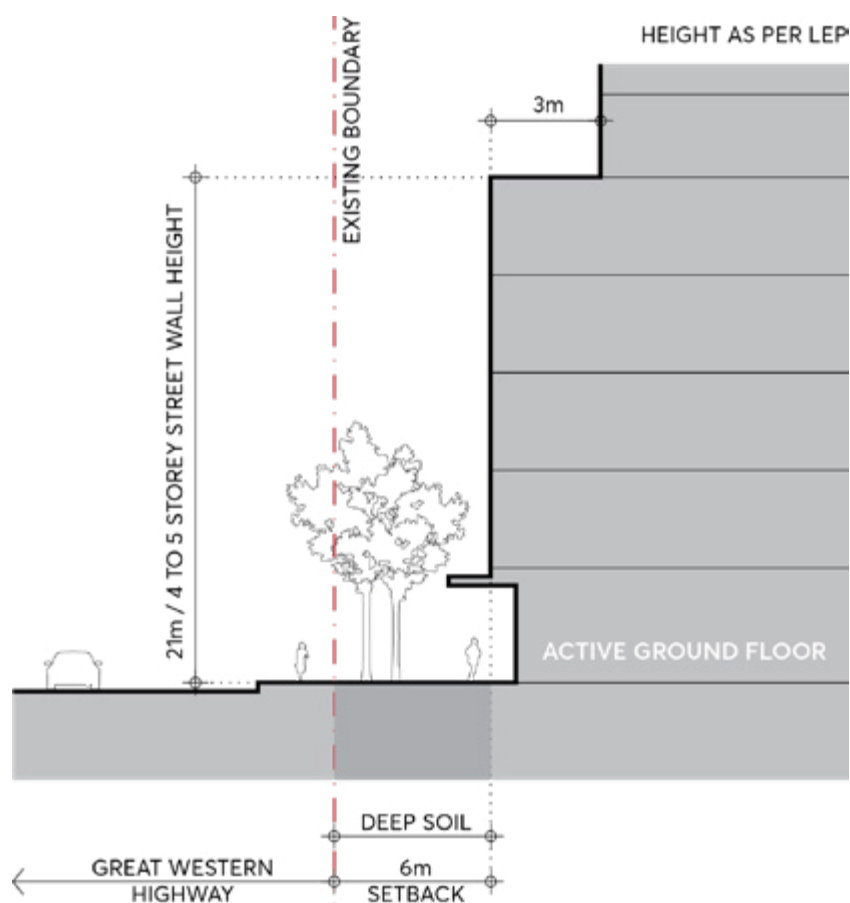 HEIGHT AS PER LEP
3m
EXISTING BOUNDARY
21m / 4 TO 5 STOREY STREET WALL HEIGHT
ACTIVE GROUND FLOOR
DEEP SOIL
GREAT WESTERN
HIGHWAY
6m
SETBACK